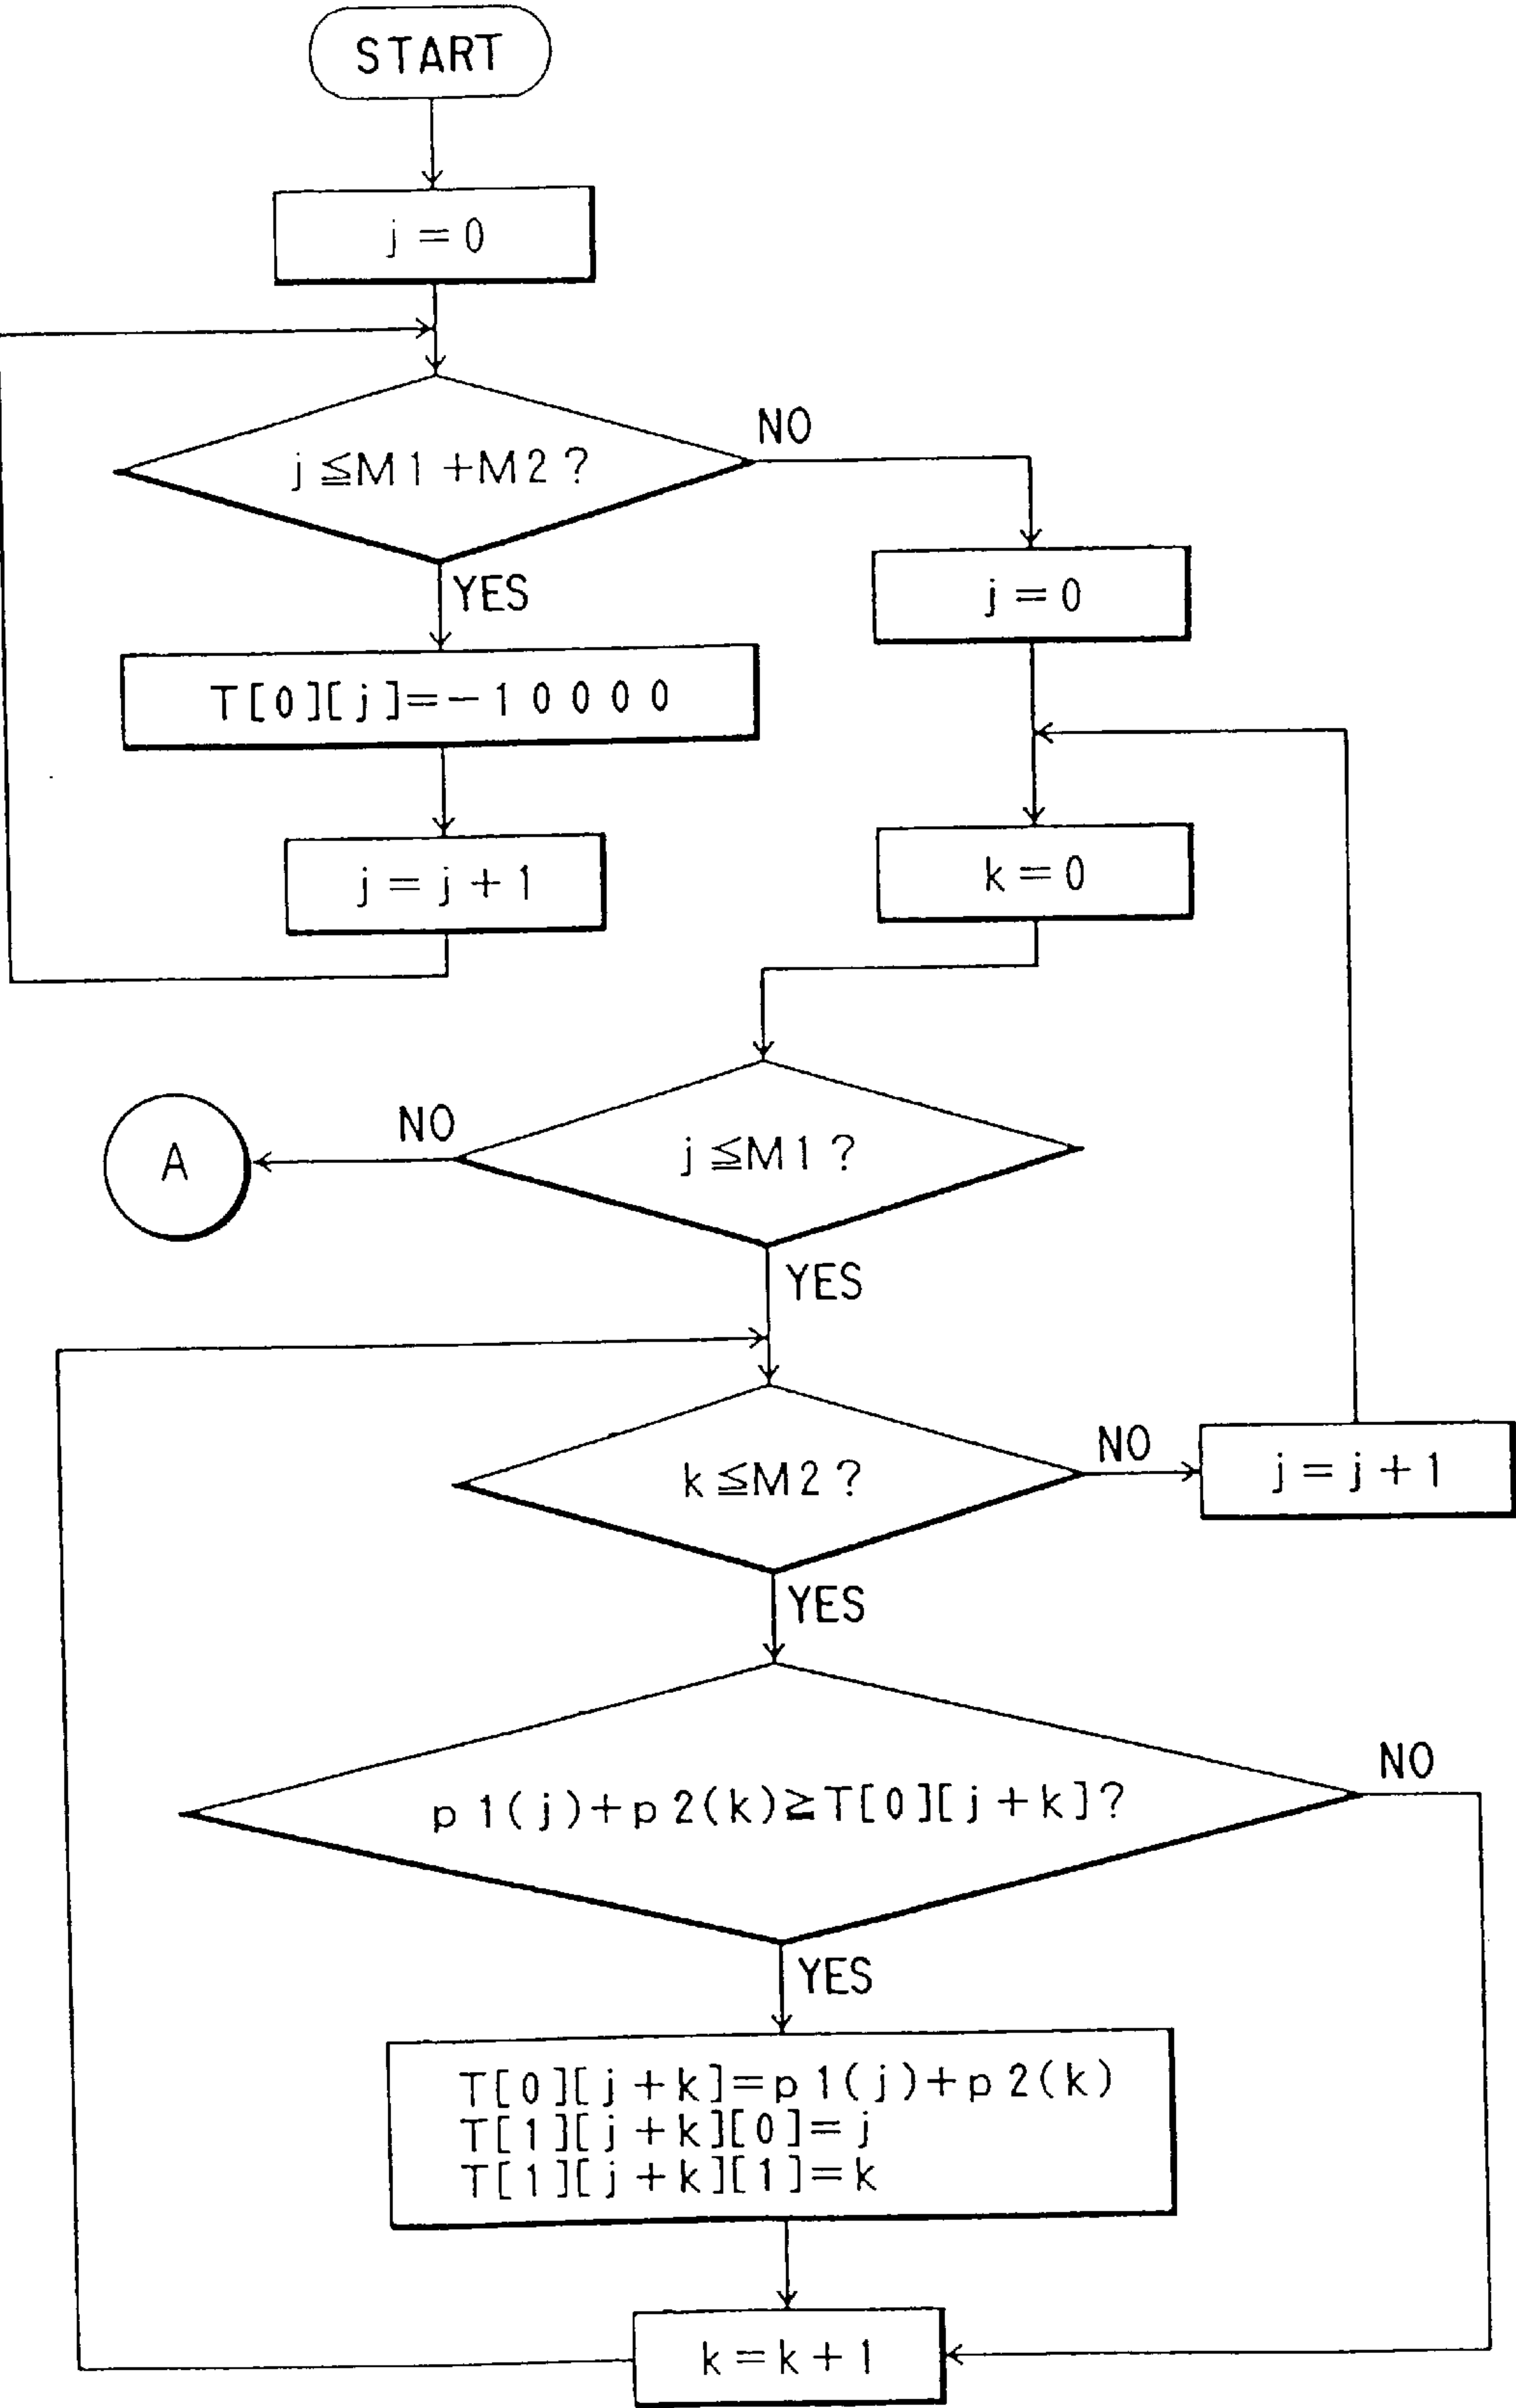 START
j=0
j≦M1+M2?
NO
YES
j=0
T[0][j]=-10000
j=j+1
k=0
j≦M1?
NO
A
YES
k≦M2?
NO
j=j+1
YES
p1(j)+p2(k)≧T[0][j+k]?
NO
YES
T[0][j+k]=p1(j)+p2(k)
T[1][j+k][0]=j
T[1][j+k][1]=k
k=k+1